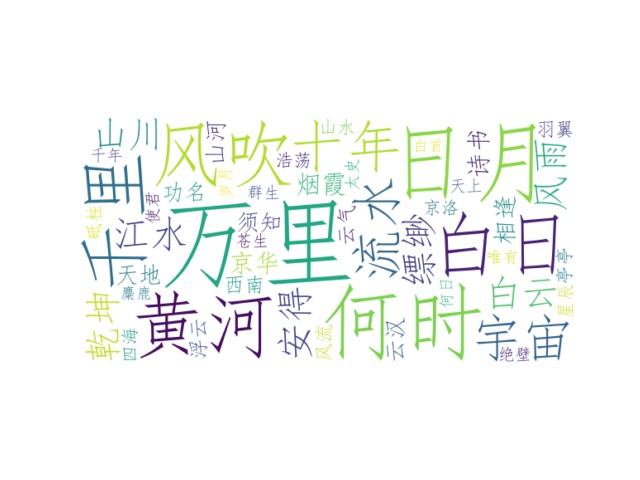 山川
千年
风吹
山河
十年
山水
白首
日月
诗书
羽翼
风雨
千里
功名
岁月
浩荡
群生
烟霞
太史
天上
砥柱
使君
江水
万里
须知
苍生
云气
流水
缥缈
京洛
相逢
白日
唯有
天地
麋鹿
京华
西南
亭亭
星辰
乾坤
四海
黄河
浮云
安得
风流
何时
云汉
何日
白云
宇宙
绝壁